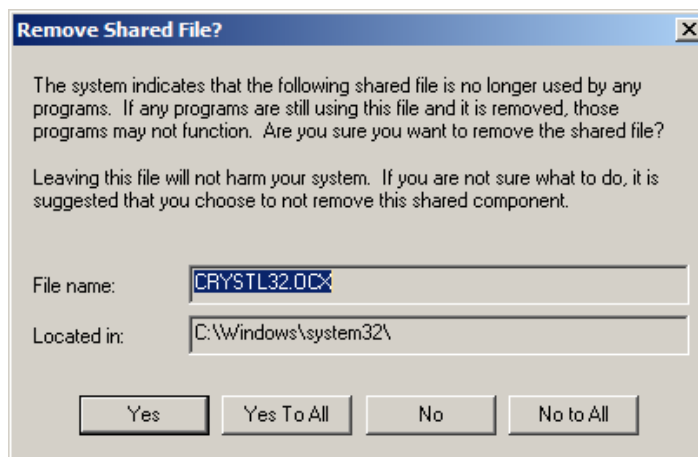 Remove Shared File?
The system indicates that the following shared file is no longer used by any
programs.  If any programs are still using this file and it is removed, those
programs may not function.  Are you sure you want to remove the shared file?
Leaving this file will not harm your system.  If you are not sure what to do, it is
suggested that you choose to not remove this shared component.
File name: CRYSTL32.OCX
Located in: C:\Windows\system32\
Yes Yes To All No No to All